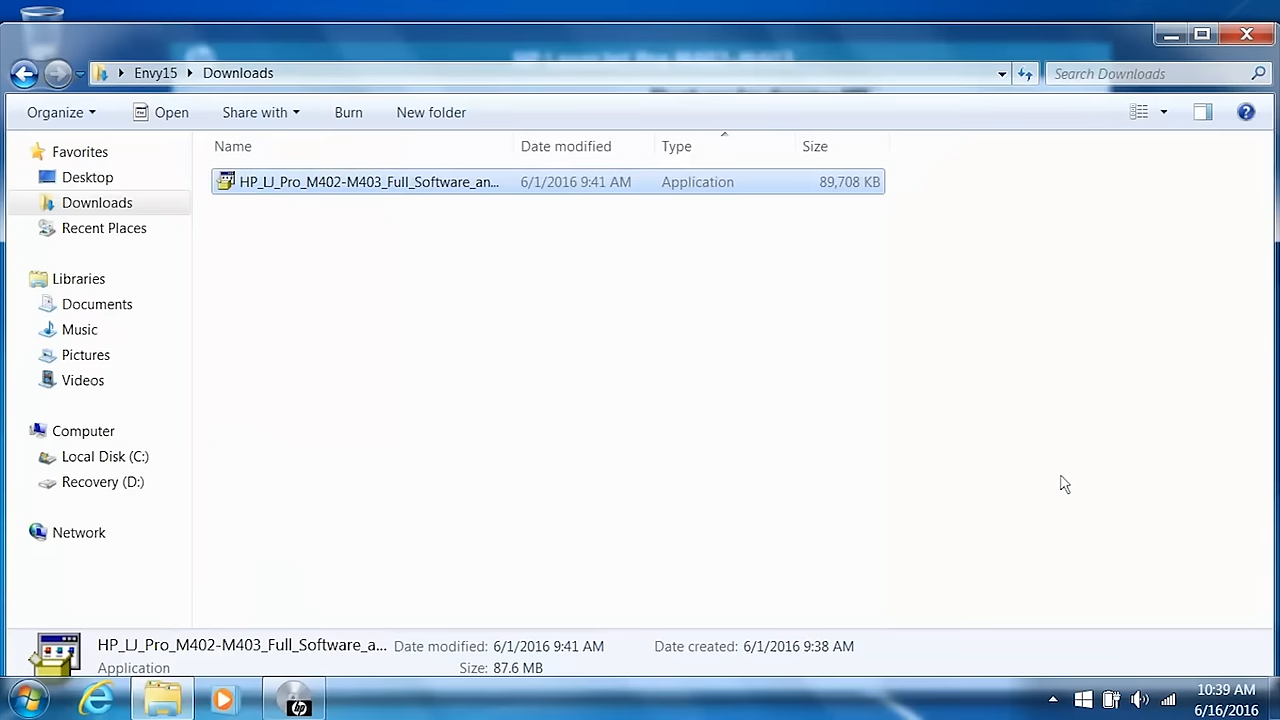 Envy15 Downloads
Search Downloads
Organize Open Share with Burn New folder
Name Date modified Type Size
Favorites
HP_LJ_Pro_M402-M403_Full_Software_an... 6/1/2016 9:41 AM Application 89,708 KB
Desktop
Downloads
Recent Places
Libraries
Documents
Music
Pictures
Videos
Computer
Local Disk (C:)
Recovery (D:)
Network
HP_LJ_Pro_M402-M403_Full_Software_a... Date modified: 6/1/2016 9:41 AM Date created: 6/1/2016 9:38 AM
Application Size: 87.6 MB
hp
10:39 AM
6/16/2016